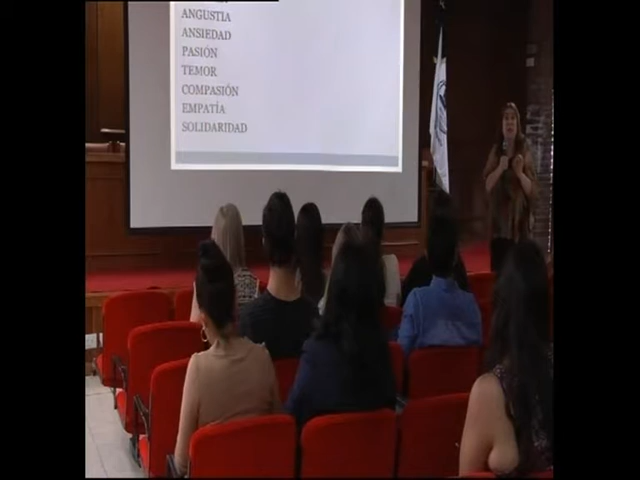 ANGUSTIA
ANSIEDAD
PASIÓN
TEMOR
COMPASIÓN
EMPATÍA
SOLIDARIDAD